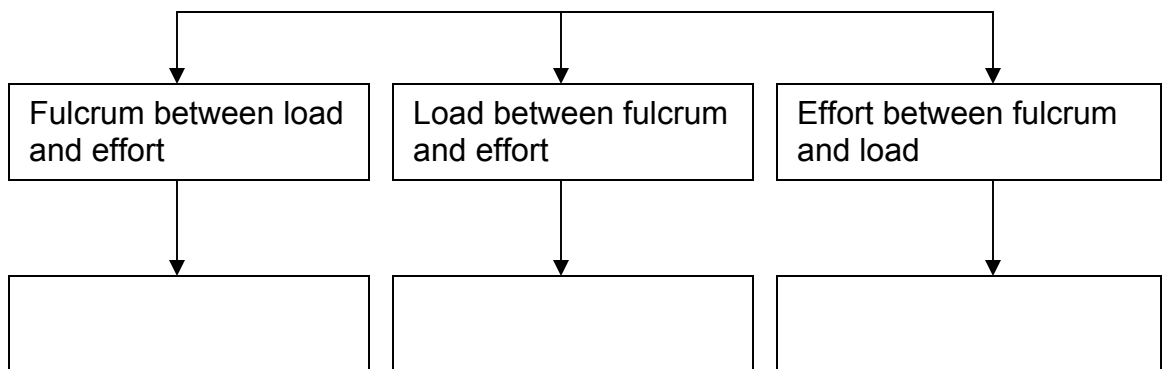 Fulcrum between load
and effort
Load between fulcrum
and effort
Effort between fulcrum
and load